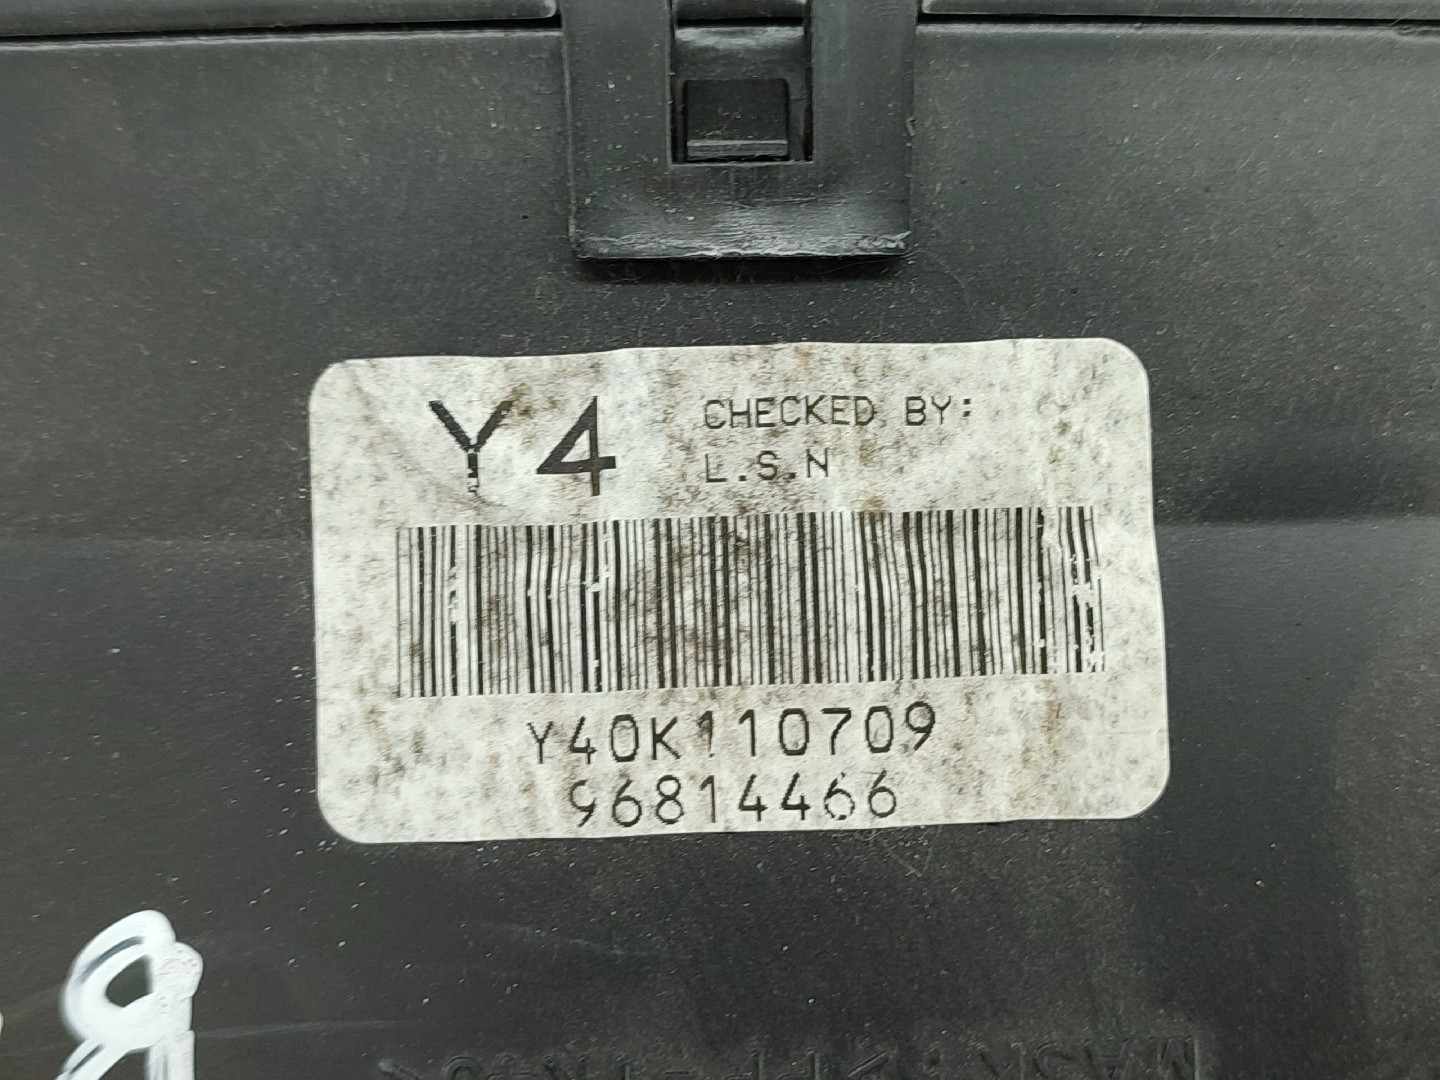 Y4 CHECKED BY:
L.S.N
Y40K110709
96814466